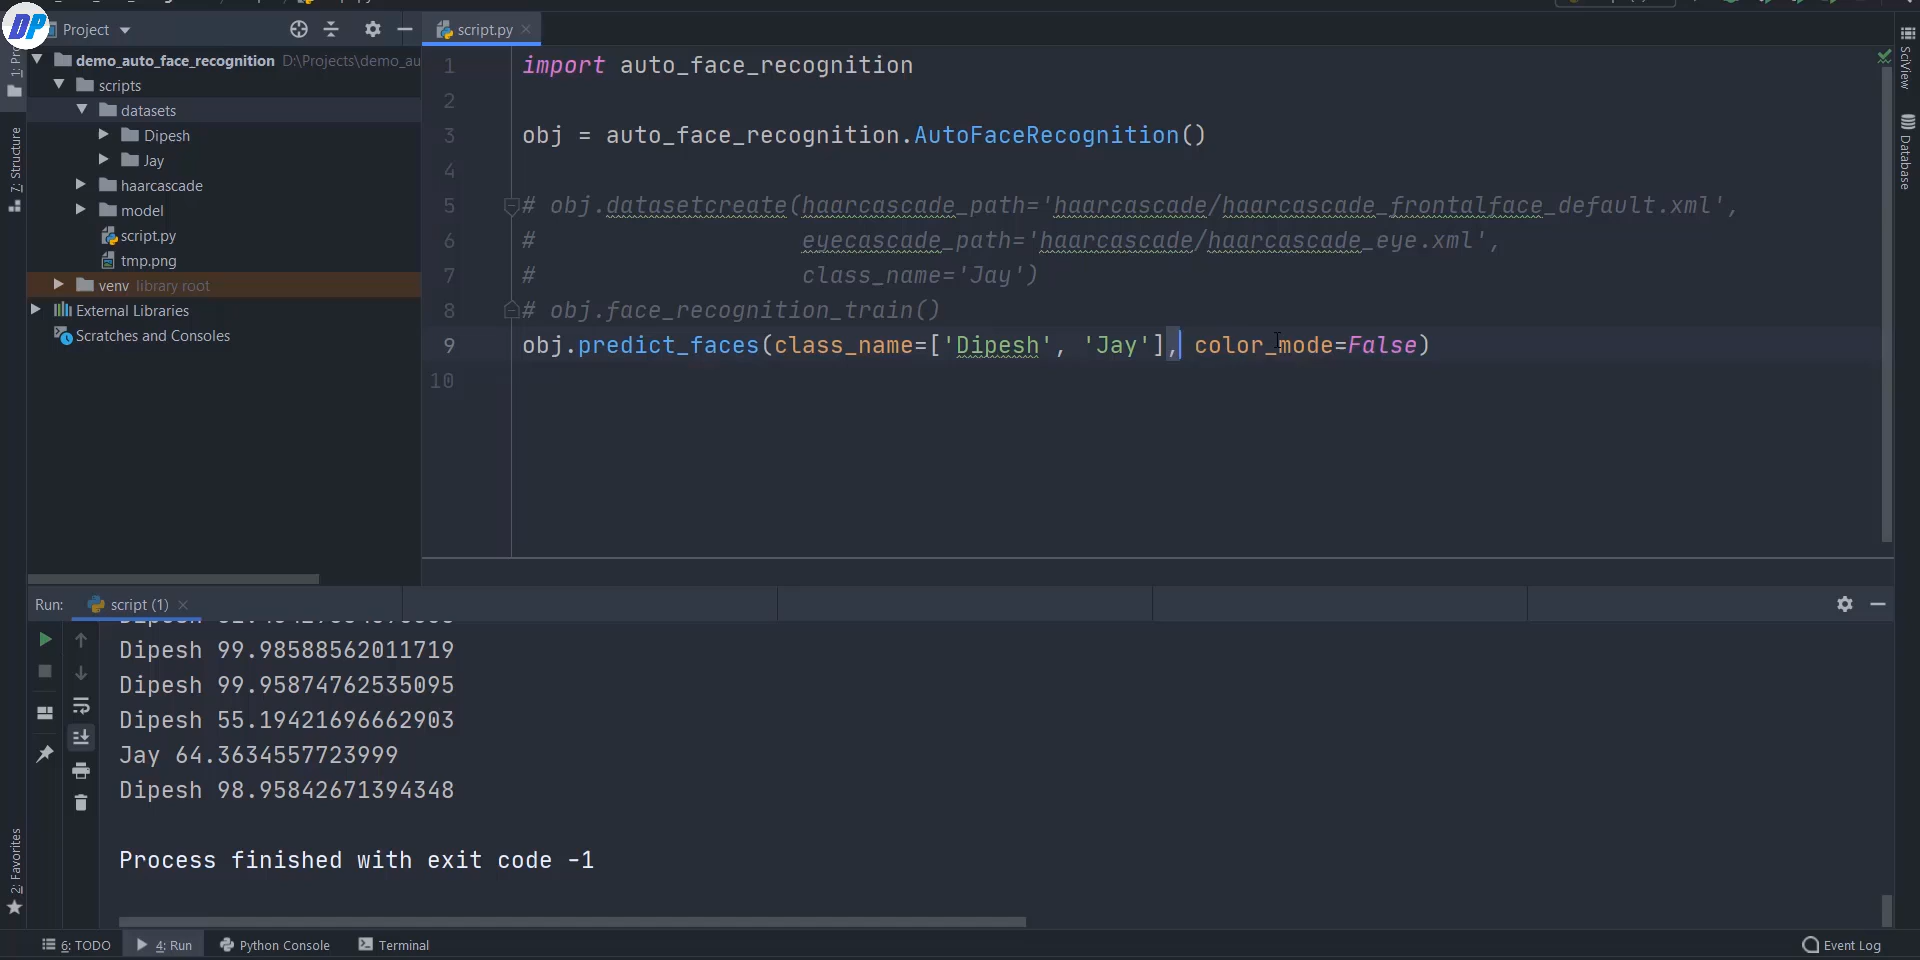 DP
Project
script.py
demo_auto_face_recognition D:\Projects\demo_au
scripts
datasets
Dipesh
Jay
haarcascade
model
script.py
tmp.png
venv library root
External Libraries
Scratches and Consoles
7: Structure
2: Favorites
SciView
Database
1 import auto_face_recognition
2
3 obj = auto_face_recognition.AutoFaceRecognition()
4
5 # obj.datasetcreate(haarcascade_path='haarcascade/haarcascade_frontalface_default.xml',
6 # eyecascade_path='haarcascade/haarcascade_eye.xml',
7 # class_name='Jay')
8 # obj.face_recognition_train()
9 obj.predict_faces(class_name=['Dipesh', 'Jay'], color_mode=False)
10
Run: script (1)
Dipesh 99.98588562011719
Dipesh 99.95874762535095
Dipesh 55.19421696662903
Jay 64.3634557723999
Dipesh 98.95842671394348
Process finished with exit code -1
6: TODO 4: Run Python Console Terminal Event Log